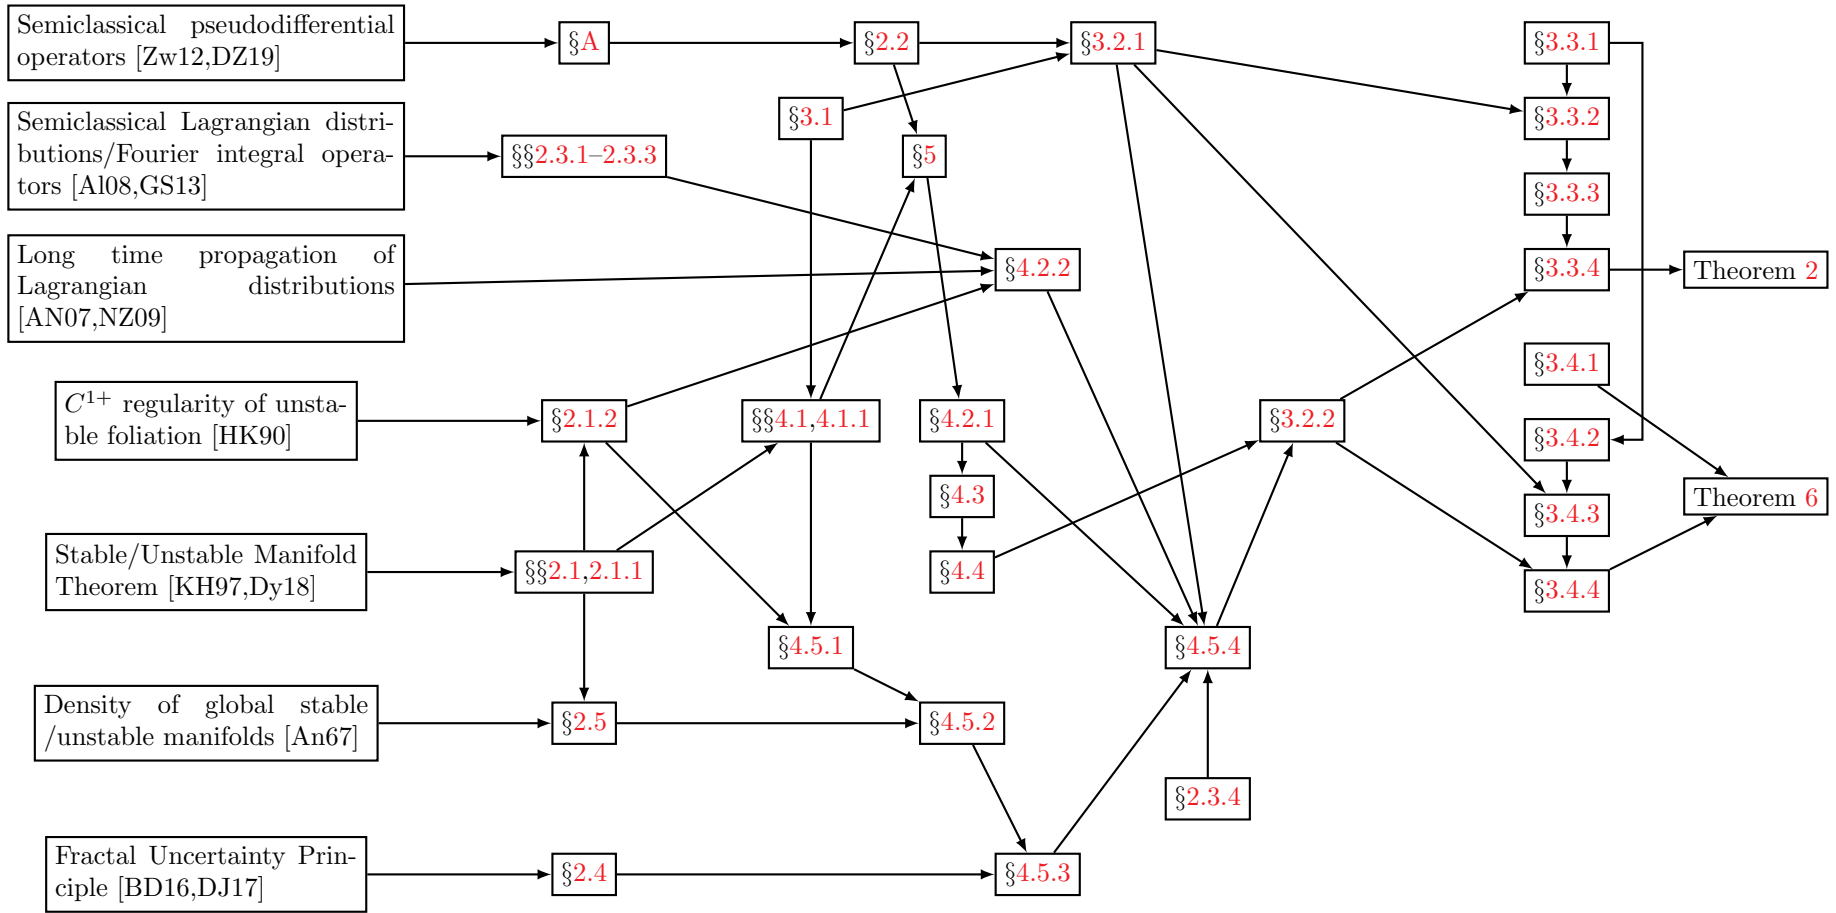 Semiclassical pseudodifferential
operators [Zw12,DZ19]
§A
§2.2
§3.2.1
§3.3.1
Semiclassical Lagrangian distri-
butions/Fourier integral opera-
tors [Al08,GS13]
§§2.3.1–2.3.3
§3.1
§5
§3.3.2
§3.3.3
Long time propagation of
Lagrangian distributions
[AN07,NZ09]
§4.2.2
§3.3.4
Theorem 2
§3.4.1
C1+ regularity of unsta-
ble foliation [HK90]
§2.1.2
§§4.1,4.1.1
§4.2.1
§3.2.2
§3.4.2
§4.3
Theorem 6
§3.4.3
Stable/Unstable Manifold
Theorem [KH97,Dy18]
§§2.1,2.1.1
§4.4
§3.4.4
§4.5.1
§4.5.4
Density of global stable
/unstable manifolds [An67]
§2.5
§4.5.2
§2.3.4
Fractal Uncertainty Prin-
ciple [BD16,DJ17]
§2.4
§4.5.3